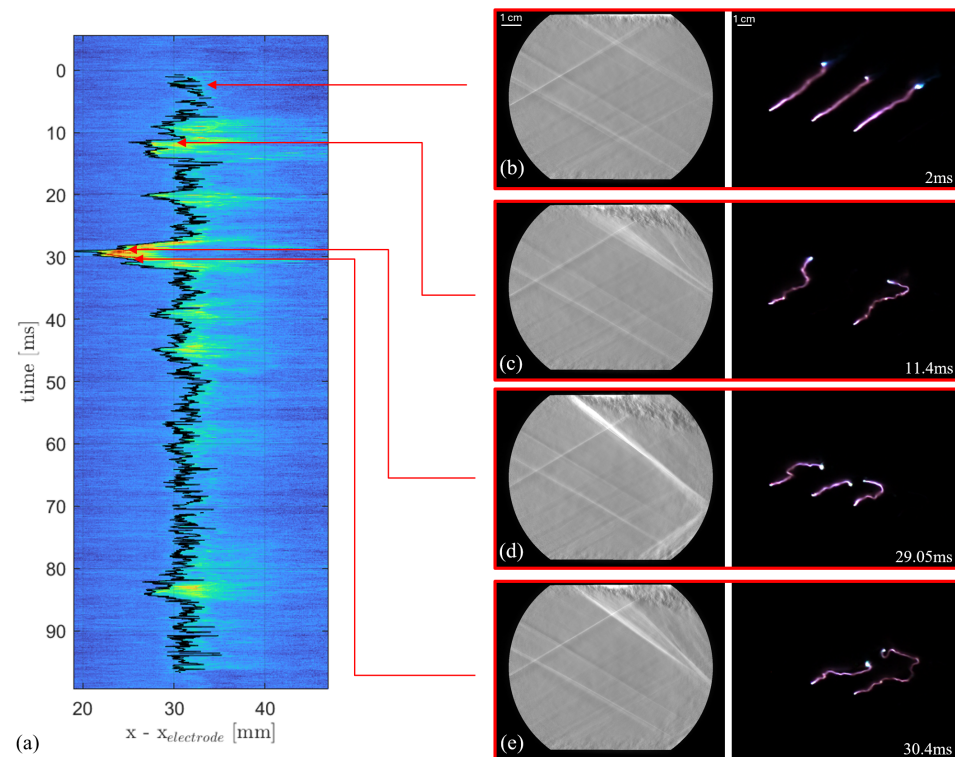 0
10
20
30
40
50
60
70
80
90
time [ms]
20
30
40
x - x_electrode [mm]
(a)
1 cm
1 cm
(b)
2ms
(c)
11.4ms
(d)
29.05ms
(e)
30.4ms